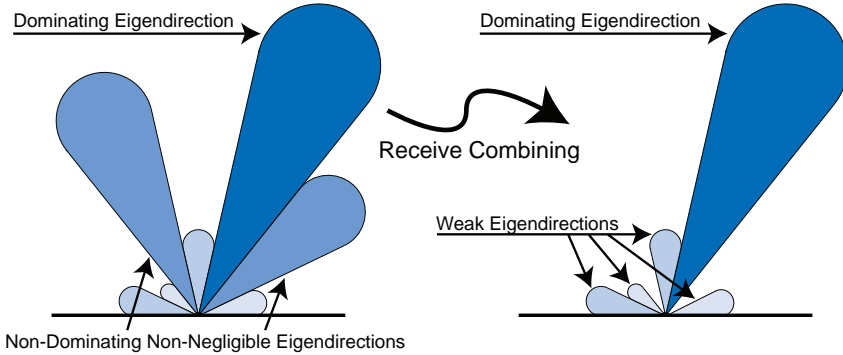 Dominating Eigendirection
Dominating Eigendirection
Receive Combining
Weak Eigendirections
Non-Dominating Non-Negligible Eigendirections